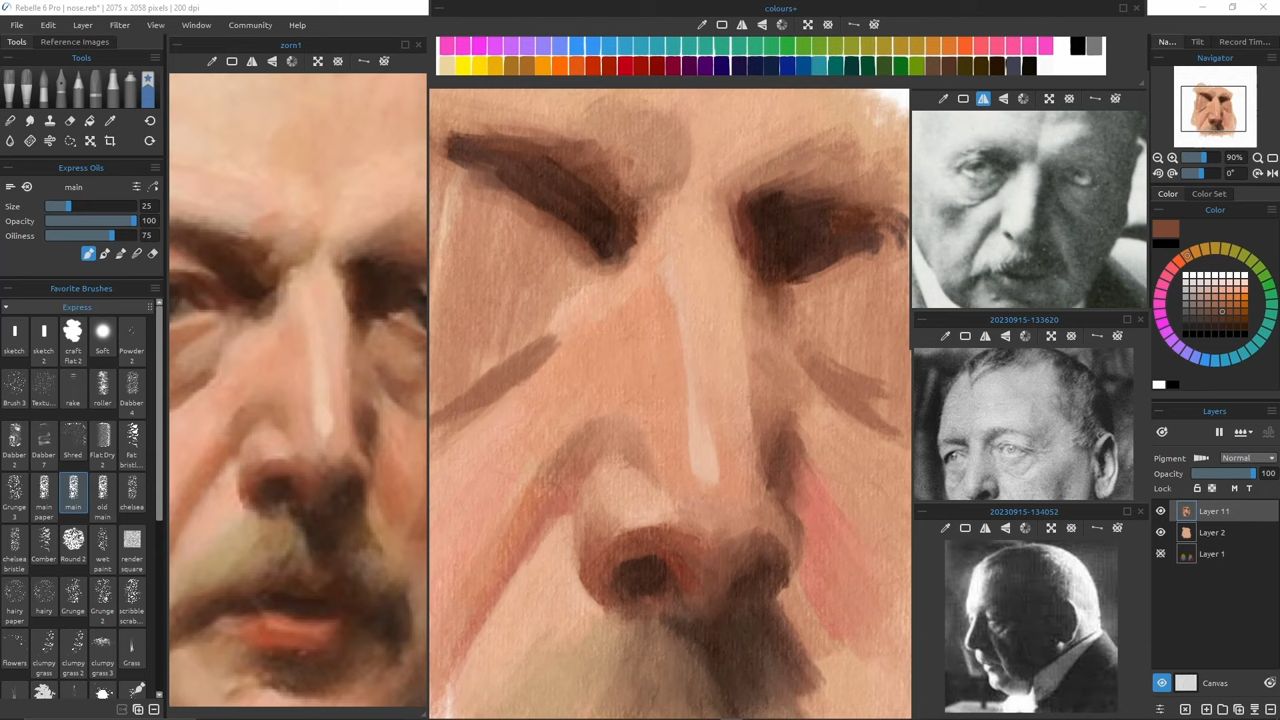 Rebelle 6 Pro | nose.reb* | 2075 x 2058 pixels | 200 dpi
colours+
File Edit Layer Filter View Window Community Help
Tools Reference Images
zorn1
Na... Tilt Record Tim...
Tools
Navigator
90%
0°
Express Oils
main
Size 25
Opacity 100
Oiliness 75
Color Color Set
Color
Favorite Brushes
Express
sketch sketch 2 craft Flat 2 Soft Powder 2
Brush 3 Textu... rake roller Dabber 4
Dabber 2 Dabber 7 Shred Flat Dry 2 Fat bristl...
Grunge 3 main paper main old main chelsea
chelsea bristle Comber Round 2 wet paint render square
hairy paper hairy Grunge Grunge 2 scribble scrab...
Flowers clumpy grass clumpy grass 2 clumpy grass 3 Grass
20230915-133620
20230915-134052
Layers
Pigment Normal
Opacity 100
Lock M T
Layer 11
Layer 2
Layer 1
Canvas